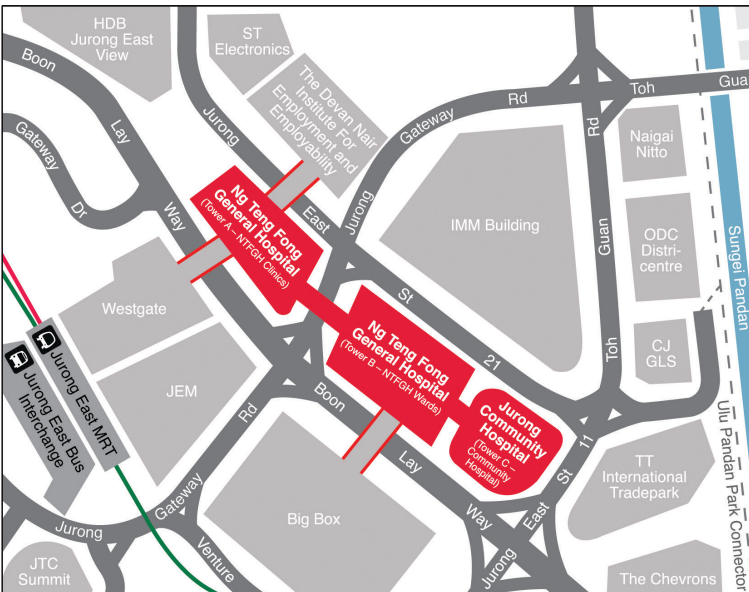 HDB
Jurong East
View
ST
Electronics
The Devan Nair
Institute For
Employment and
Employability
Boon
Lay
Way
Gateway
Dr
Jurong
East
St
21
Jurong
Gateway
Rd
Toh
Gua
Rd
Guan
Toh
Naigai
Nitto
ODC
Distri-
centre
CJ
GLS
Sungei Pandan
Ulu Pandan Park Connector
IMM Building
Ng Teng Fong
General Hospital
(Tower A – NTFGH Clinics)
Ng Teng Fong
General Hospital
(Tower B – NTFGH Wards)
Jurong
Community
Hospital
(Tower C –
Community
Hospital)
Westgate
JEM
Jurong East MRT
Jurong East Bus
Interchange
Jurong
Gateway
Rd
Venture
Boon
Lay
Way
Big Box
Jurong
East
St
11
TT
International
Tradepark
The Chevrons
JTC
Summit